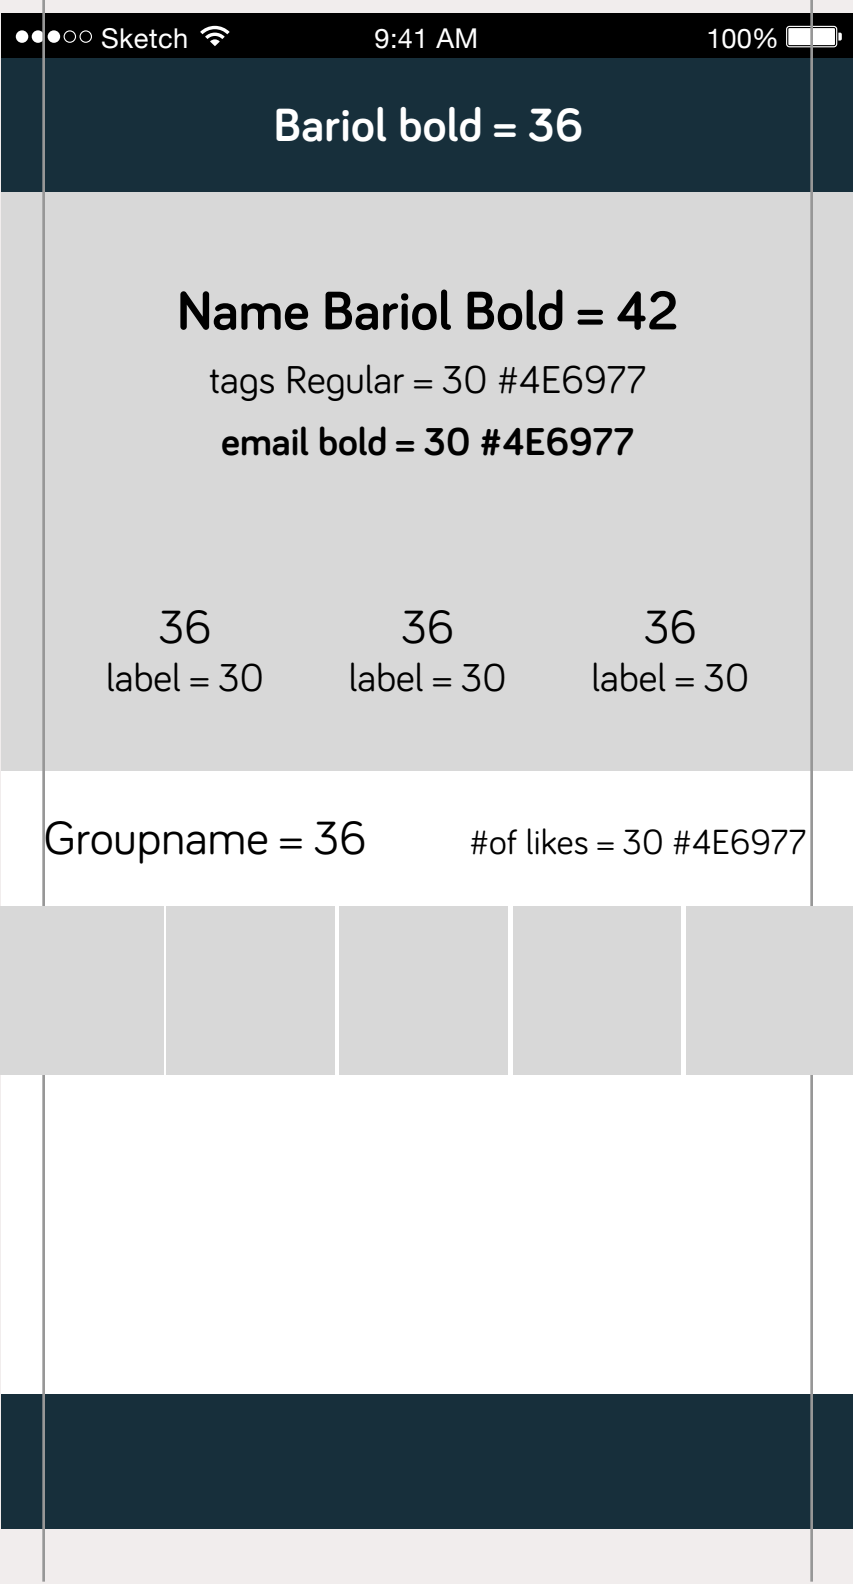 Sketch 9:41 AM 100%
Bariol bold = 36
Name Bariol Bold = 42
tags Regular = 30 #4E6977
email bold = 30 #4E6977
36 36 36
label = 30 label = 30 label = 30
Groupname = 36 #of likes = 30 #4E6977